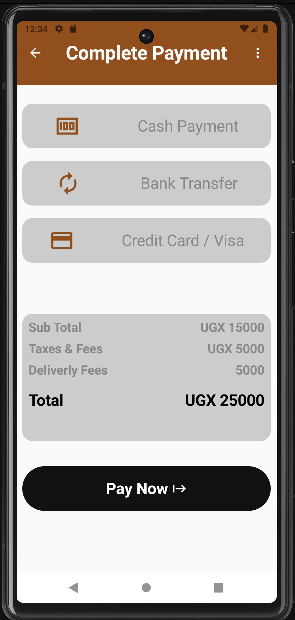 12:34
Complete Payment
Cash Payment
Bank Transfer
Credit Card / Visa
Sub Total UGX 15000
Taxes & Fees UGX 5000
Deliverly Fees 5000
Total UGX 25000
Pay Now